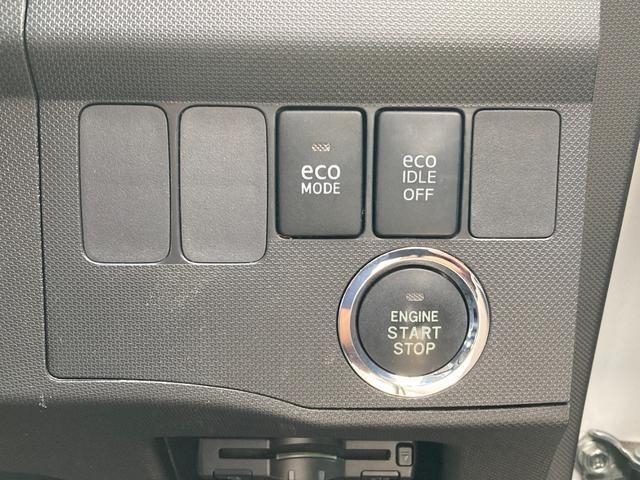 eco
MODE
eco
IDLE
OFF
ENGINE
START
STOP